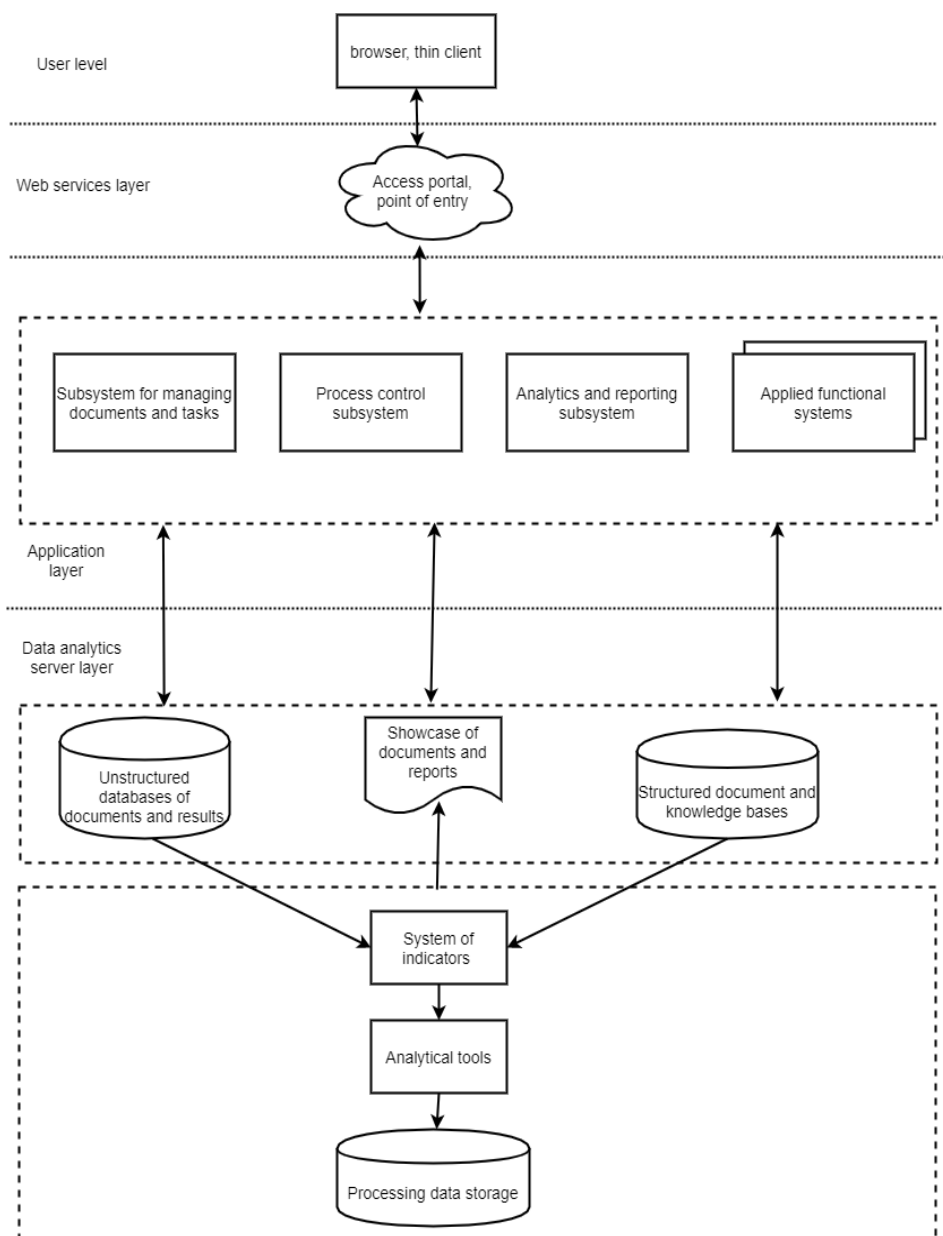 browser, thin client
User level
Web services layer
Access portal,
point of entry
Subsystem for managing
documents and tasks
Process control
subsystem
Analytics and reporting
subsystem
Applied functional
systems
Application
layer
Data analytics
server layer
Unstructured
databases of
documents and results
Showcase of
documents and
reports
Structured document and
knowledge bases
System of
indicators
Analytical tools
Processing data storage